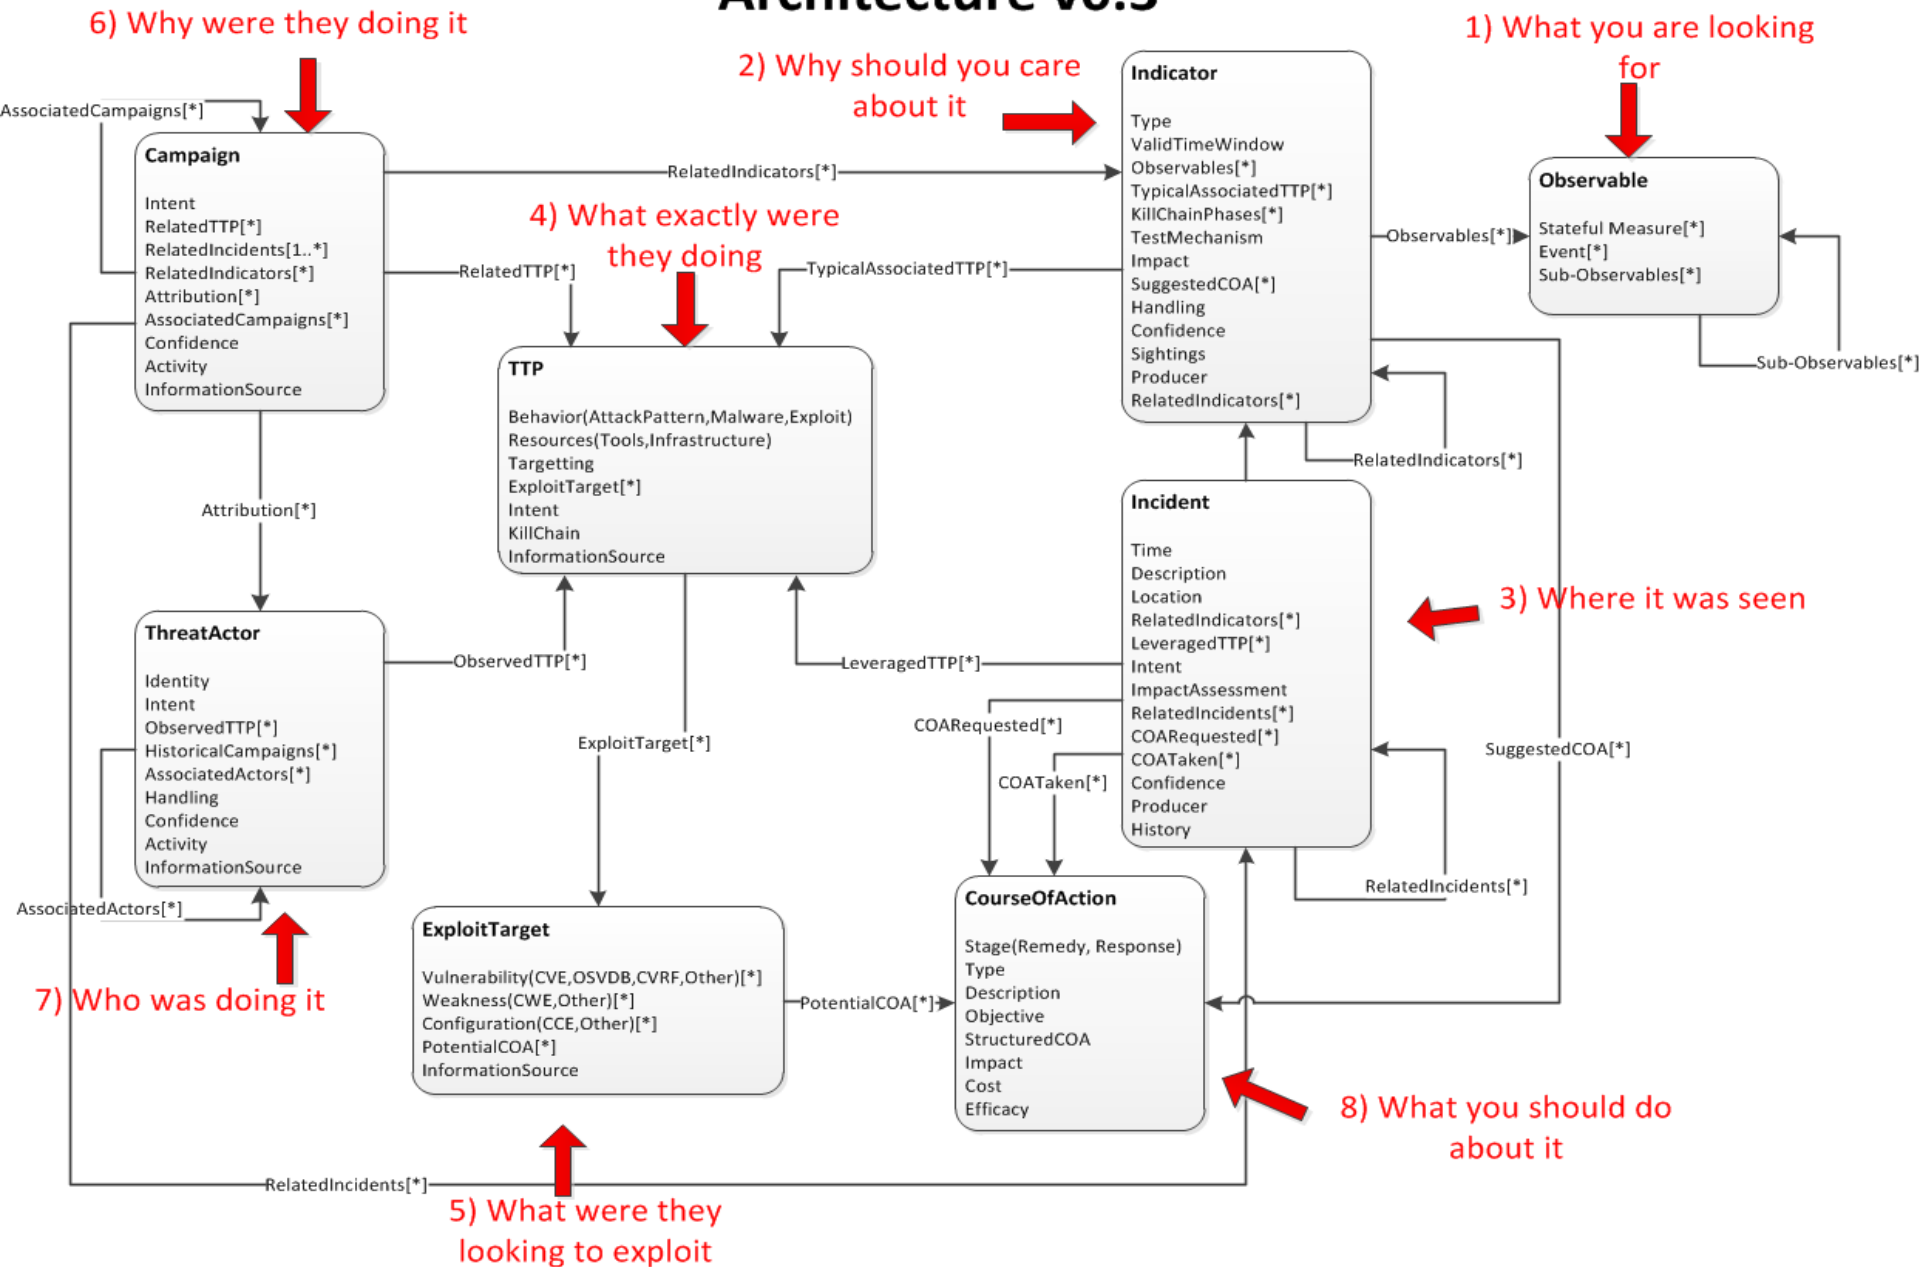 Architecture v0.3
6) Why were they doing it
1) What you are looking
for
2) Why should you care
about it
AssociatedCampaigns[*]
Campaign
Intent
RelatedTTP[*]
RelatedIncidents[1..*]
RelatedIndicators[*]
Attribution[*]
AssociatedCampaigns[*]
Confidence
Activity
InformationSource
RelatedIndicators[*]
Indicator
Type
ValidTimeWindow
Observables[*]
TypicalAssociatedTTP[*]
KillChainPhases[*]
TestMechanism
Impact
SuggestedCOA[*]
Handling
Confidence
Sightings
Producer
RelatedIndicators[*]
Observables[*]
Observable
Stateful Measure[*]
Event[*]
Sub-Observables[*]
Sub-Observables[*]
4) What exactly were
they doing
RelatedTTP[*]
TypicalAssociatedTTP[*]
TTP
Behavior(AttackPattern,Malware,Exploit)
Resources(Tools,Infrastructure)
Targetting
ExploitTarget[*]
Intent
KillChain
InformationSource
RelatedIndicators[*]
Attribution[*]
Incident
Time
Description
Location
RelatedIndicators[*]
LeveragedTTP[*]
Intent
ImpactAssessment
RelatedIncidents[*]
COARequested[*]
COATaken[*]
Confidence
Producer
History
3) Where it was seen
ThreatActor
Identity
Intent
ObservedTTP[*]
HistoricalCampaigns[*]
AssociatedActors[*]
Handling
Confidence
Activity
InformationSource
ObservedTTP[*]
LeveragedTTP[*]
COARequested[*]
ExploitTarget[*]
COATaken[*]
SuggestedCOA[*]
RelatedIncidents[*]
AssociatedActors[*]
7) Who was doing it
ExploitTarget
Vulnerability(CVE,OSVDB,CVRF,Other)[*]
Weakness(CWE,Other)[*]
Configuration(CCE,Other)[*]
PotentialCOA[*]
InformationSource
PotentialCOA[*]
CourseOfAction
Stage(Remedy, Response)
Type
Description
Objective
StructuredCOA
Impact
Cost
Efficacy
8) What you should do
about it
RelatedIncidents[*]
5) What were they
looking to exploit